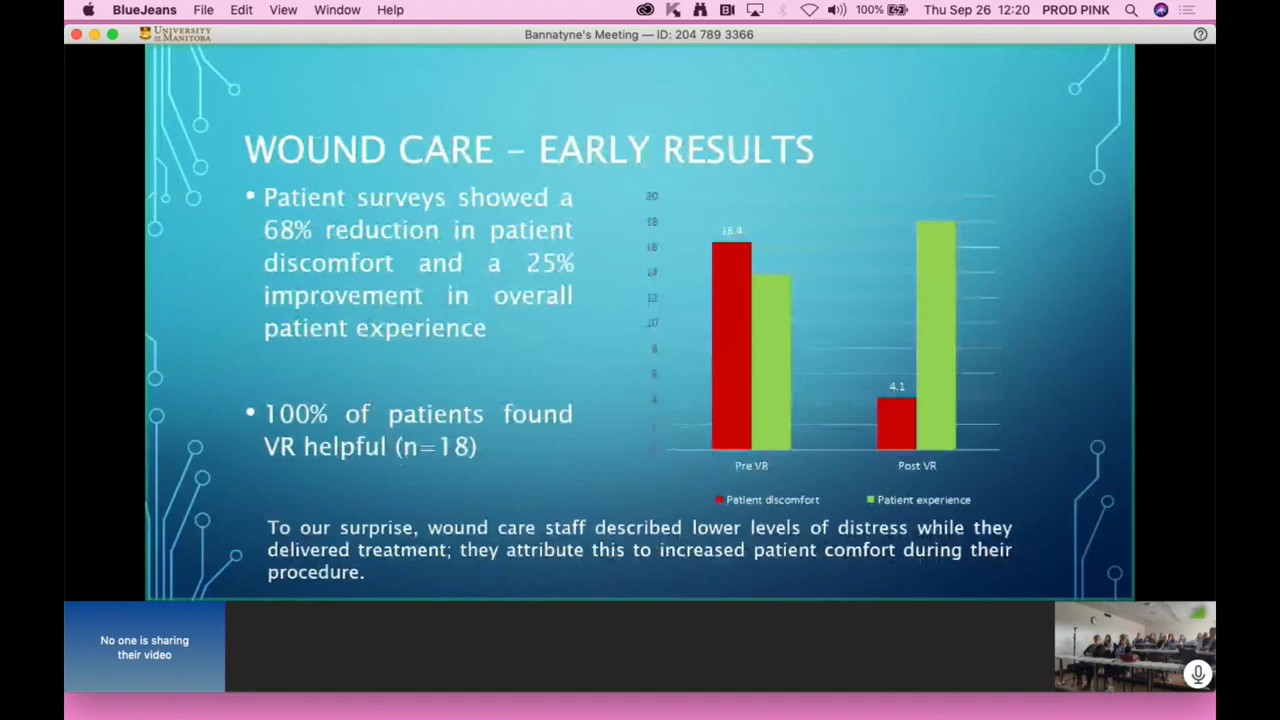 BlueJeans File Edit View Window Help 100% Thu Sep 26 12:20 PROD PINK
UNIVERSITY
OF MANITOBA
Bannatyne's Meeting — ID: 204 789 3366
WOUND CARE – EARLY RESULTS
• Patient surveys showed a
68% reduction in patient
discomfort and a 25%
improvement in overall
patient experience
• 100% of patients found
VR helpful (n=18)
20
18
16
14
12
10
8
6
4
16.4
4.1
Pre VR
Post VR
Patient discomfort
Patient experience
To our surprise, wound care staff described lower levels of distress while they
delivered treatment; they attribute this to increased patient comfort during their
procedure.
No one is sharing
their video